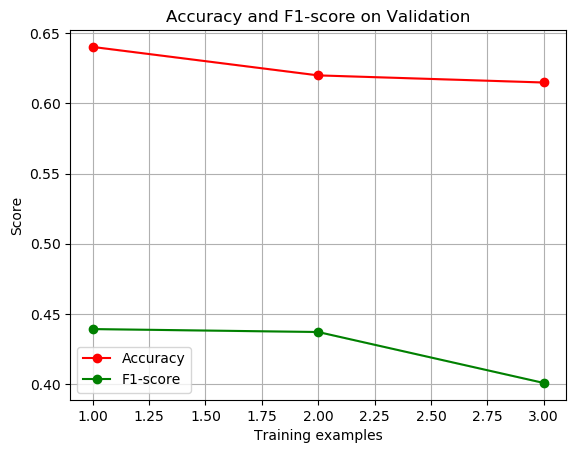 Accuracy and F1-score on Validation
0.65
0.60
0.55
0.50
0.45
0.40
Score
Accuracy
F1-score
1.00 1.25 1.50 1.75 2.00 2.25 2.50 2.75 3.00
Training examples